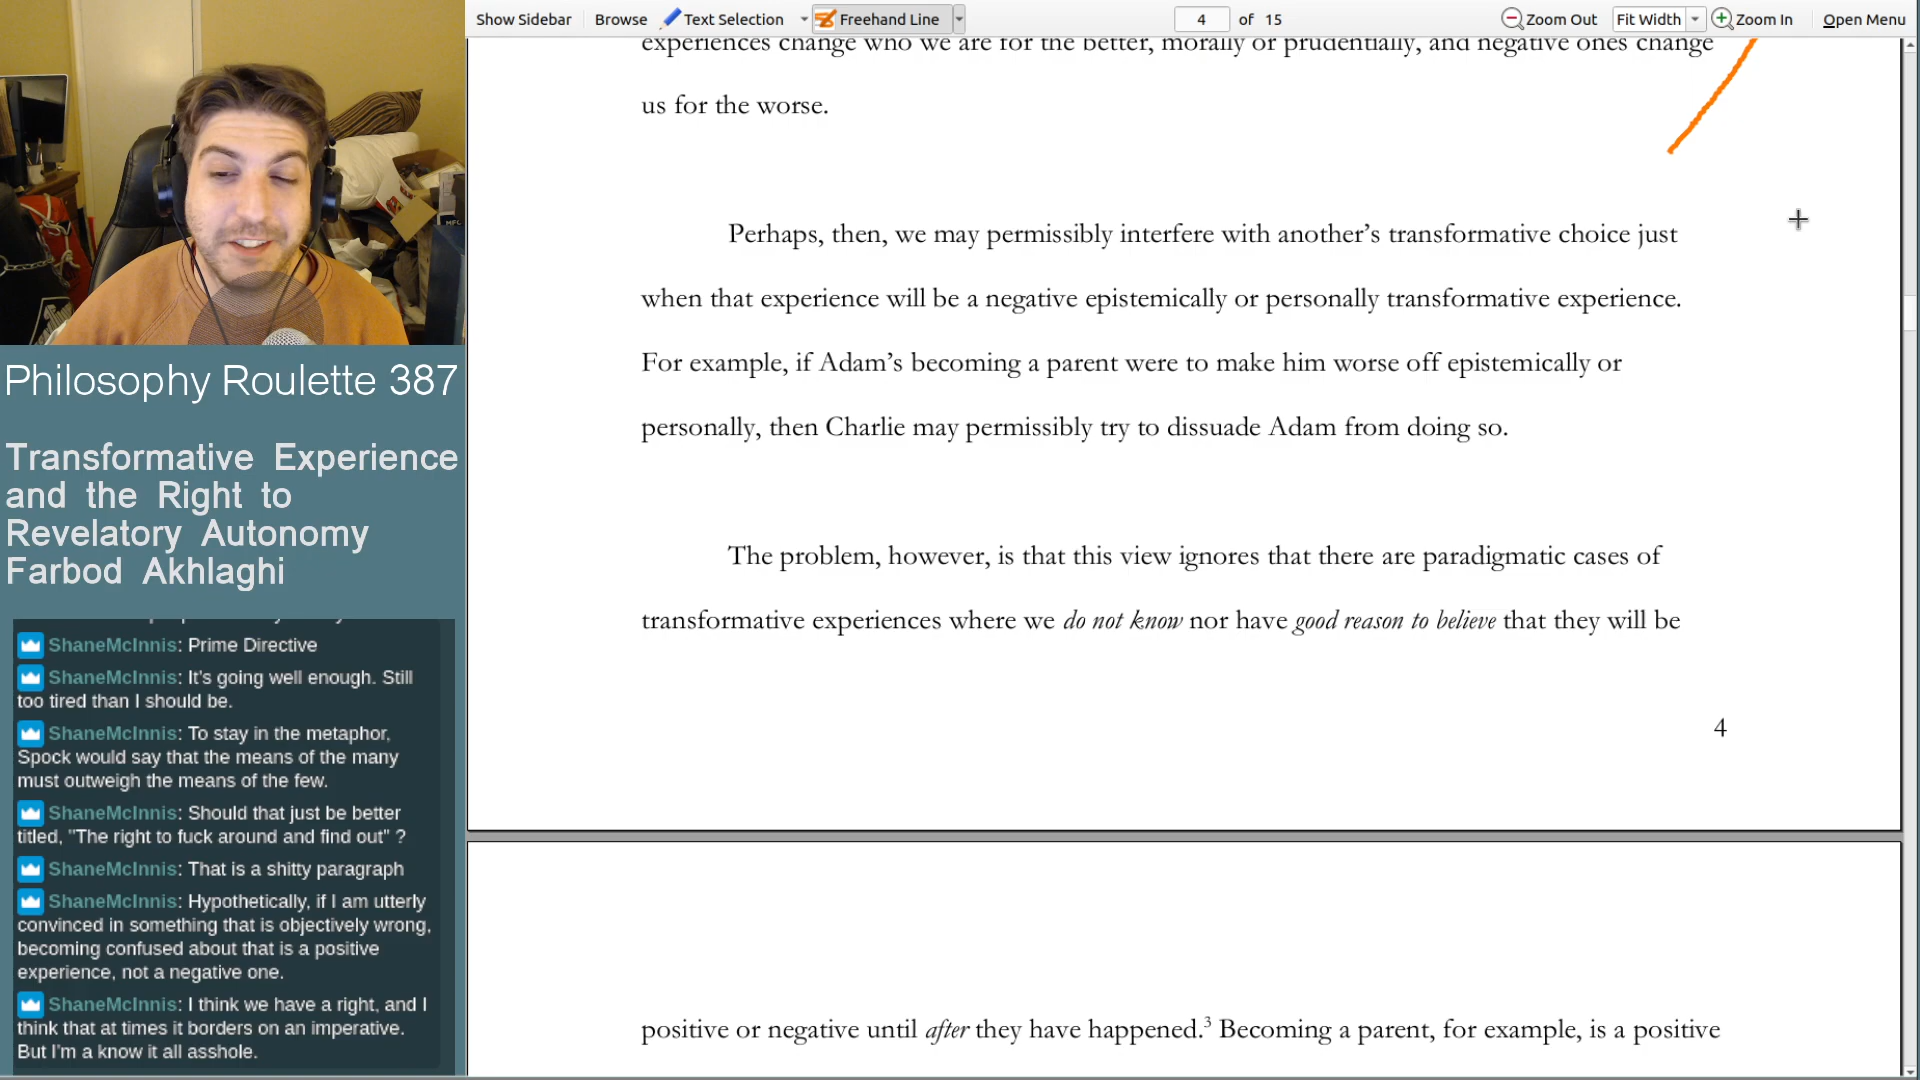 Show Sidebar Browse Text Selection Freehand Line 4 of 15 Zoom Out Fit Width Zoom In Open Menu
experiences change who we are for the better, morally or prudentially, and negative ones change
us for the worse.
Perhaps, then, we may permissibly interfere with another’s transformative choice just
when that experience will be a negative epistemically or personally transformative experience.
For example, if Adam’s becoming a parent were to make him worse off epistemically or
personally, then Charlie may permissibly try to dissuade Adam from doing so.
The problem, however, is that this view ignores that there are paradigmatic cases of
transformative experiences where we do not know nor have good reason to believe that they will be
4
positive or negative until after they have happened.3 Becoming a parent, for example, is a positive
Philosophy Roulette 387
Transformative Experience
and the Right to
Revelatory Autonomy
Farbod Akhlaghi
ShaneMcInnis: Prime Directive
ShaneMcInnis: It's going well enough. Still
too tired than I should be.
ShaneMcInnis: To stay in the metaphor,
Spock would say that the means of the many
must outweigh the means of the few.
ShaneMcInnis: Should that just be better
titled, "The right to fuck around and find out" ?
ShaneMcInnis: That is a shitty paragraph
ShaneMcInnis: Hypothetically, if I am utterly
convinced in something that is objectively wrong,
becoming confused about that is a positive
experience, not a negative one.
ShaneMcInnis: I think we have a right, and I
think that at times it borders on an imperative.
But I'm a know it all asshole.